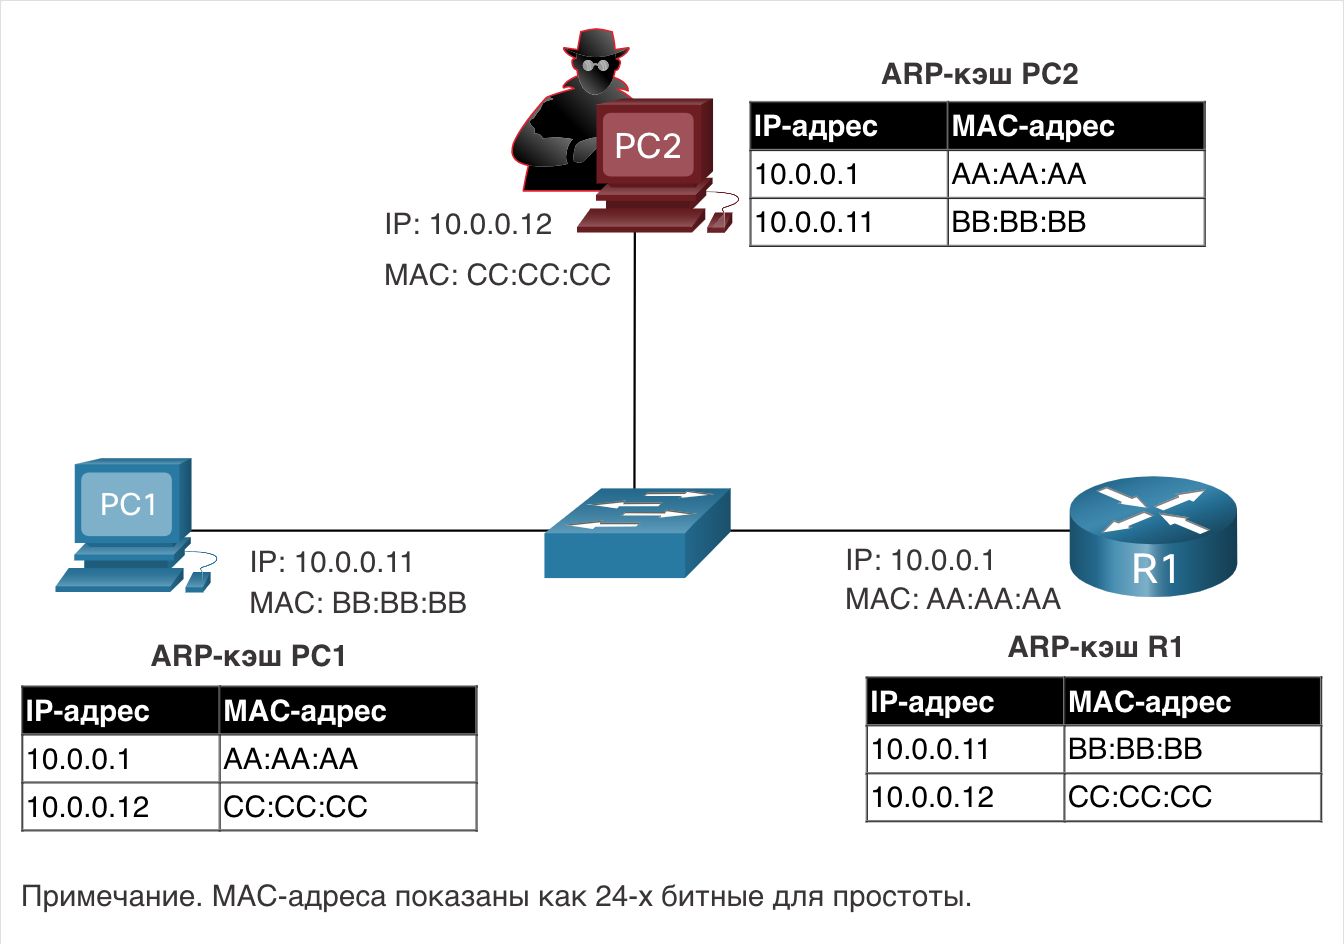 ARP-кэш PC2
IP-адрес MAC-адрес
10.0.0.1 AA:AA:AA
10.0.0.11 BB:BB:BB
PC2
IP: 10.0.0.12
MAC: CC:CC:CC
PC1
IP: 10.0.0.11
MAC: BB:BB:BB
IP: 10.0.0.1
MAC: AA:AA:AA
R1
ARP-кэш PC1
IP-адрес MAC-адрес
10.0.0.1 AA:AA:AA
10.0.0.12 CC:CC:CC
ARP-кэш R1
IP-адрес MAC-адрес
10.0.0.11 BB:BB:BB
10.0.0.12 CC:CC:CC
Примечание. MAC-адреса показаны как 24-х битные для простоты.